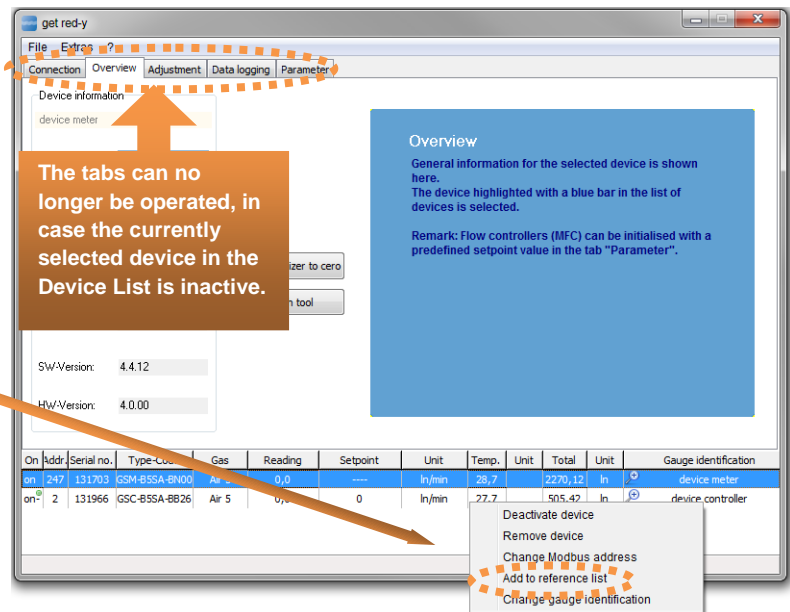 get red-y
File Extras ?
Connection Overview Adjustment Data logging Parameter
Device information
device meter
The tabs can no
longer be operated, in
case the currently
selected device in the
Device List is inactive.
Overview
General information for the selected device is shown
here.
The device highlighted with a blue bar in the list of
devices is selected.
Remark: Flow controllers (MFC) can be initialised with a
predefined setpoint value in the tab "Parameter".
izer to cero
n tool
SW-Version: 4.4.12
HW-Version: 4.0.00
On Addr. Serial no. Gas Reading Setpoint Unit Temp. Unit Total Unit Gauge identification
on 247 131703 GSM-B5SA-BN00 Air 5 0,0 ---- ln/min 28,7 2270,12 ln device meter
on- 2 131966 GSC-B5SA-BB26 Air 5 0,0 0 ln/min 27,7 505,42 ln device controller
Deactivate device
Remove device
Change Modbus address
Add to reference list
Change gauge identification